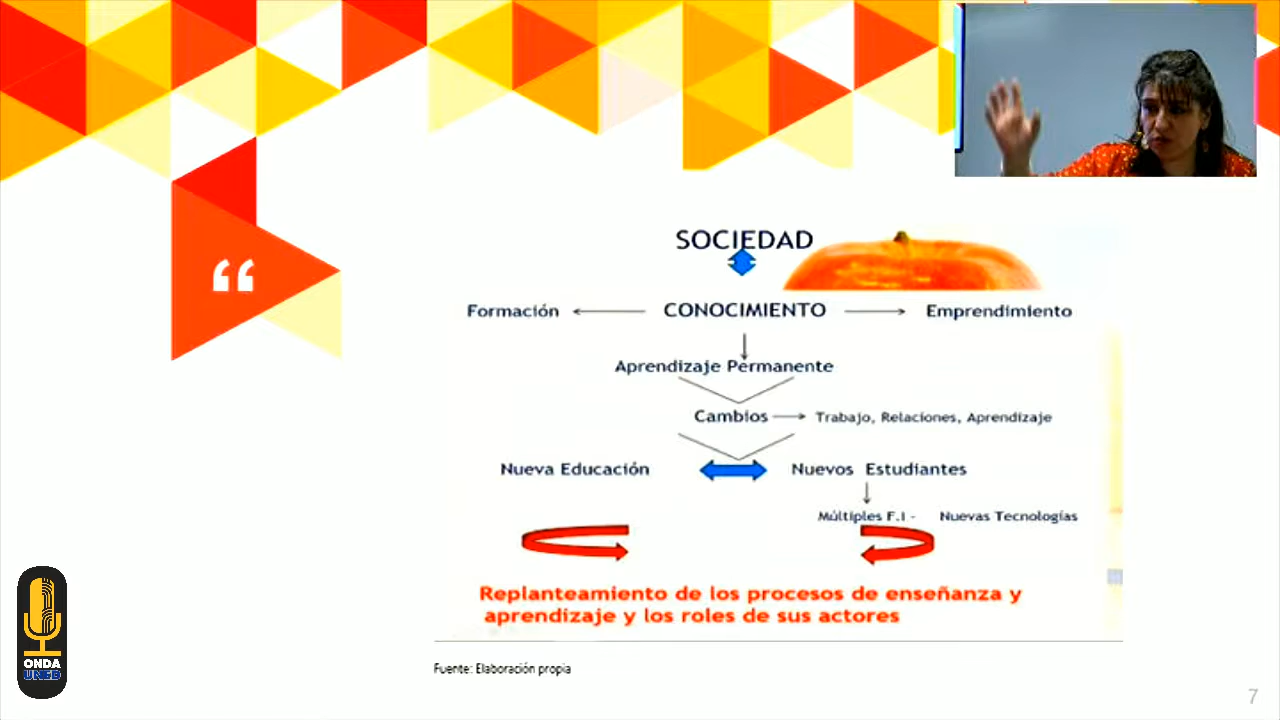 “
SOCIEDAD
Formación CONOCIMIENTO Emprendimiento
Aprendizaje Permanente
Cambios Trabajo, Relaciones, Aprendizaje
Nueva Educación Nuevos Estudiantes
Múltiples F.I - Nuevas Tecnologías
Replanteamiento de los procesos de enseñanza y
aprendizaje y los roles de sus actores
Fuente: Elaboración propia
ONDA
UNED
7